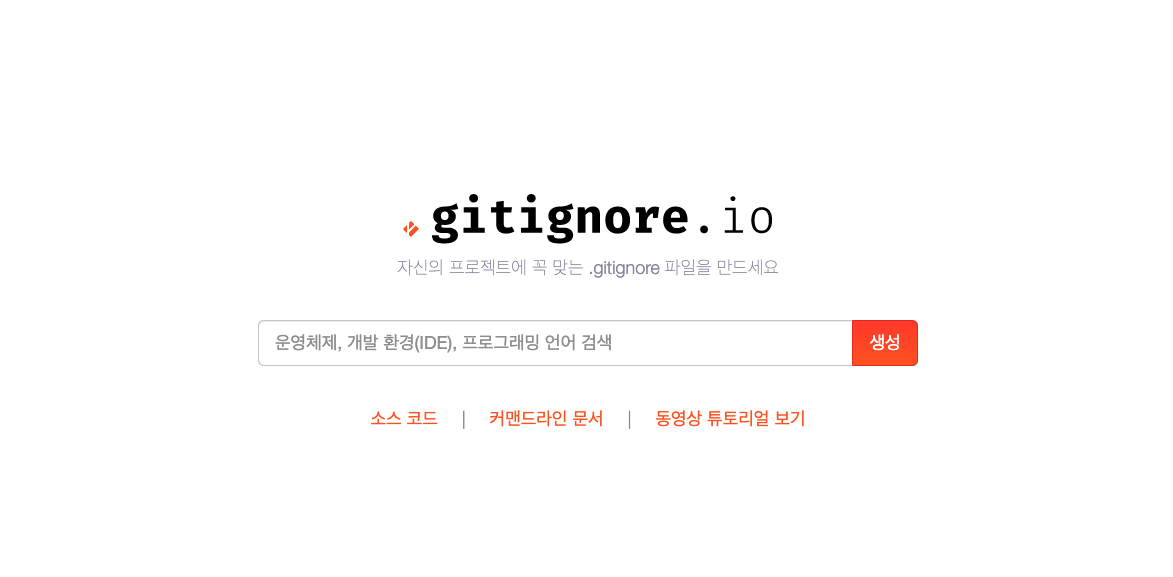 .gitignore.io
자신의 프로젝트에 꼭 맞는 .gitignore 파일을 만드세요
운영체제, 개발 환경(IDE), 프로그래밍 언어 검색 생성
소스 코드 | 커맨드라인 문서 | 동영상 튜토리얼 보기